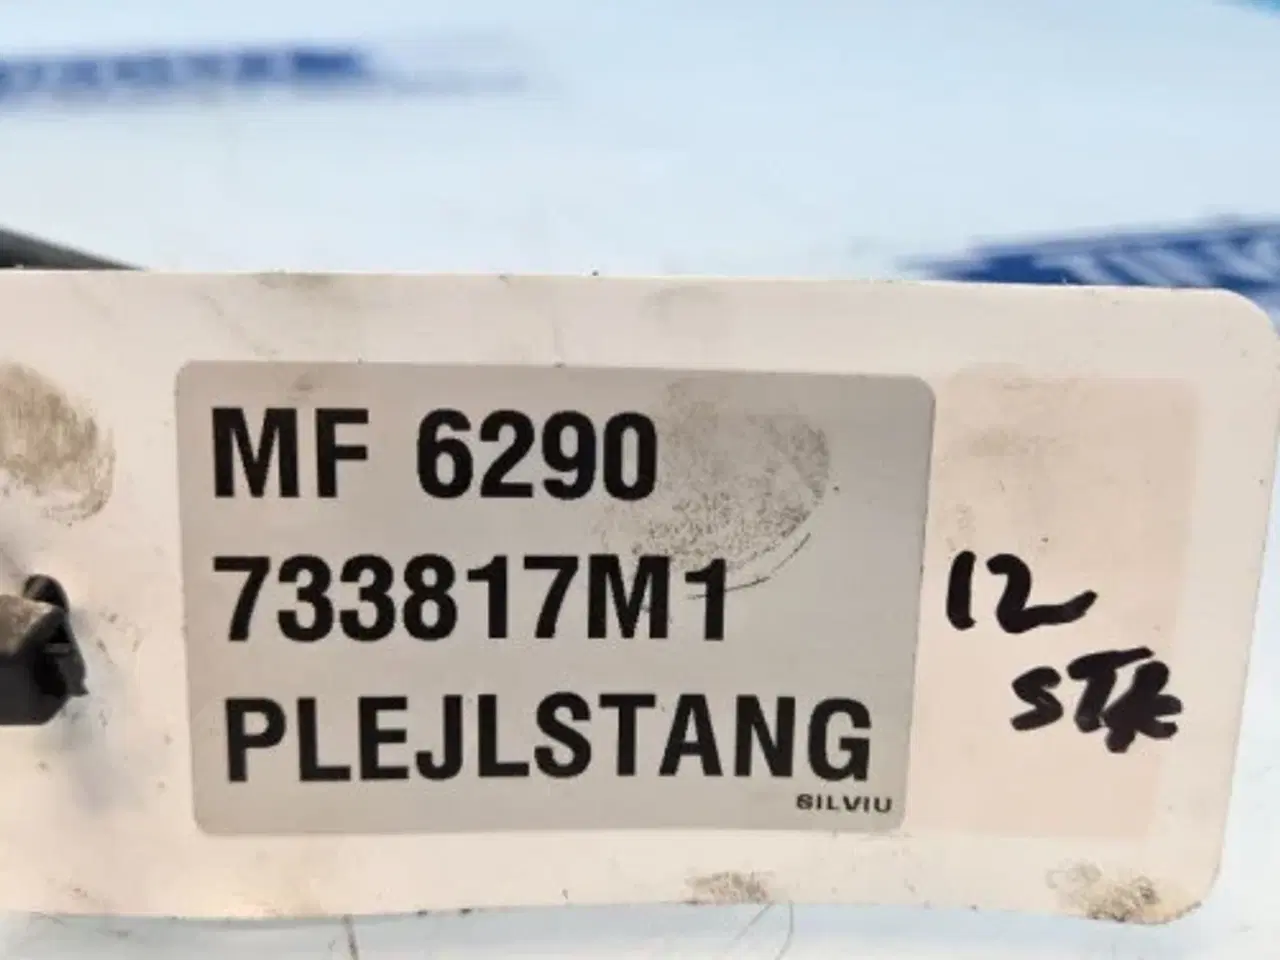 MF 6290
733817M1
PLEJLSTANG
SILVIU
12
STK